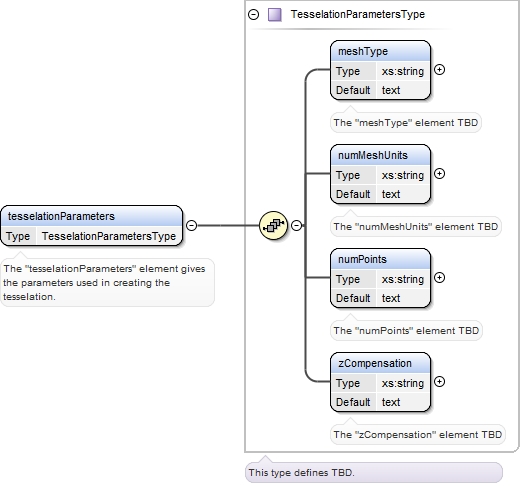 TesselationParametersType
meshType
Type xs:string
Default text
The "meshType" element TBD
numMeshUnits
Type xs:string
Default text
The "numMeshUnits" element TBD
tesselationParameters
Type TesselationParametersType
The "tesselationParameters" element gives
the parameters used in creating the
tesselation.
numPoints
Type xs:string
Default text
The "numPoints" element TBD
zCompensation
Type xs:string
Default text
The "zCompensation" element TBD
This type defines TBD.